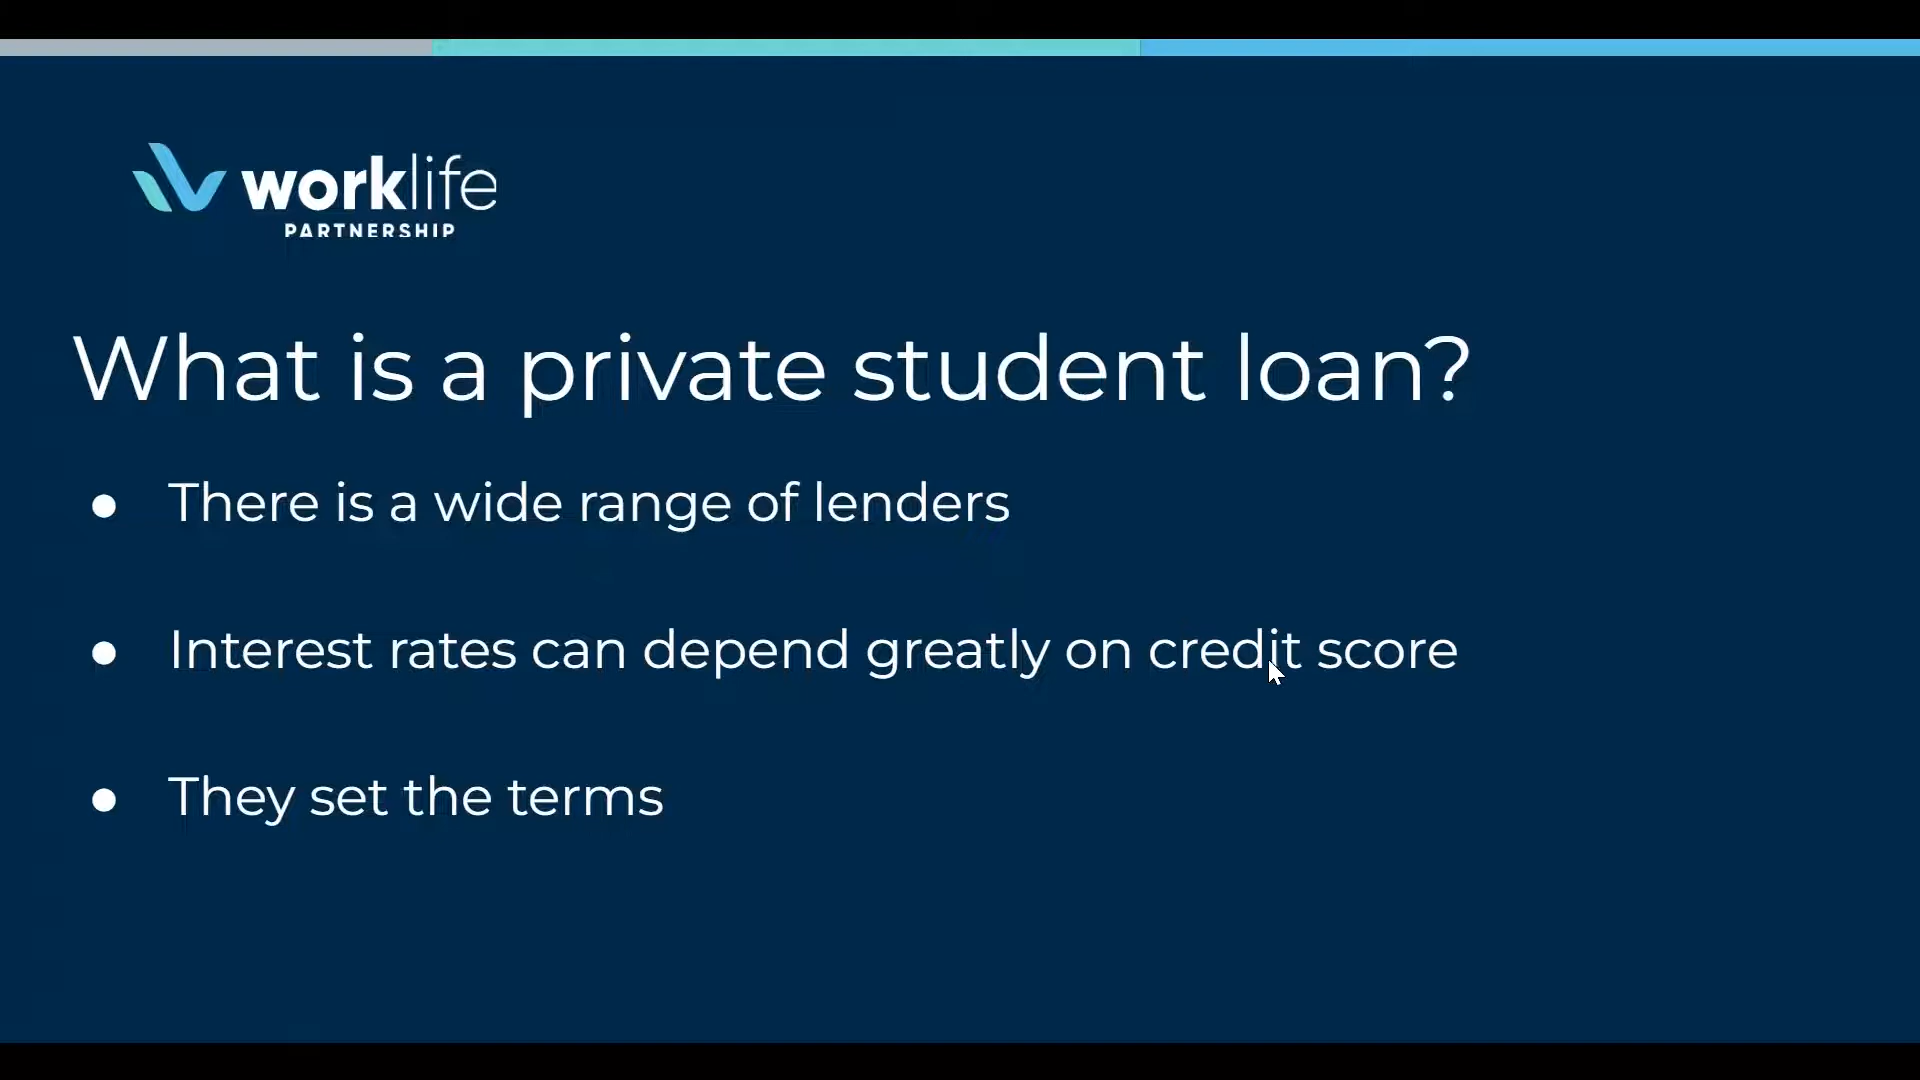 worklife
PARTNERSHIP
What is a private student loan?
● There is a wide range of lenders
● Interest rates can depend greatly on credit score
● They set the terms